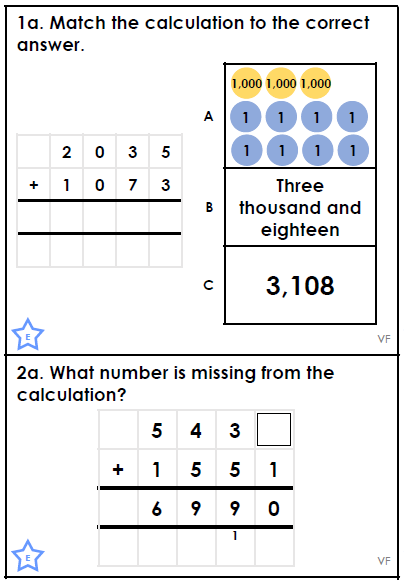 1a. Match the calculation to the correct
answer.
1,000 1,000 1,000
A
1 1 1 1
1 1 1 1
2 0 3 5
+ 1 0 7 3
B
Three
thousand and
eighteen
C
3,108
E
VF
2a. What number is missing from the
calculation?
5 4 3
+ 1 5 5 1
6 9 9 0
1
E
VF